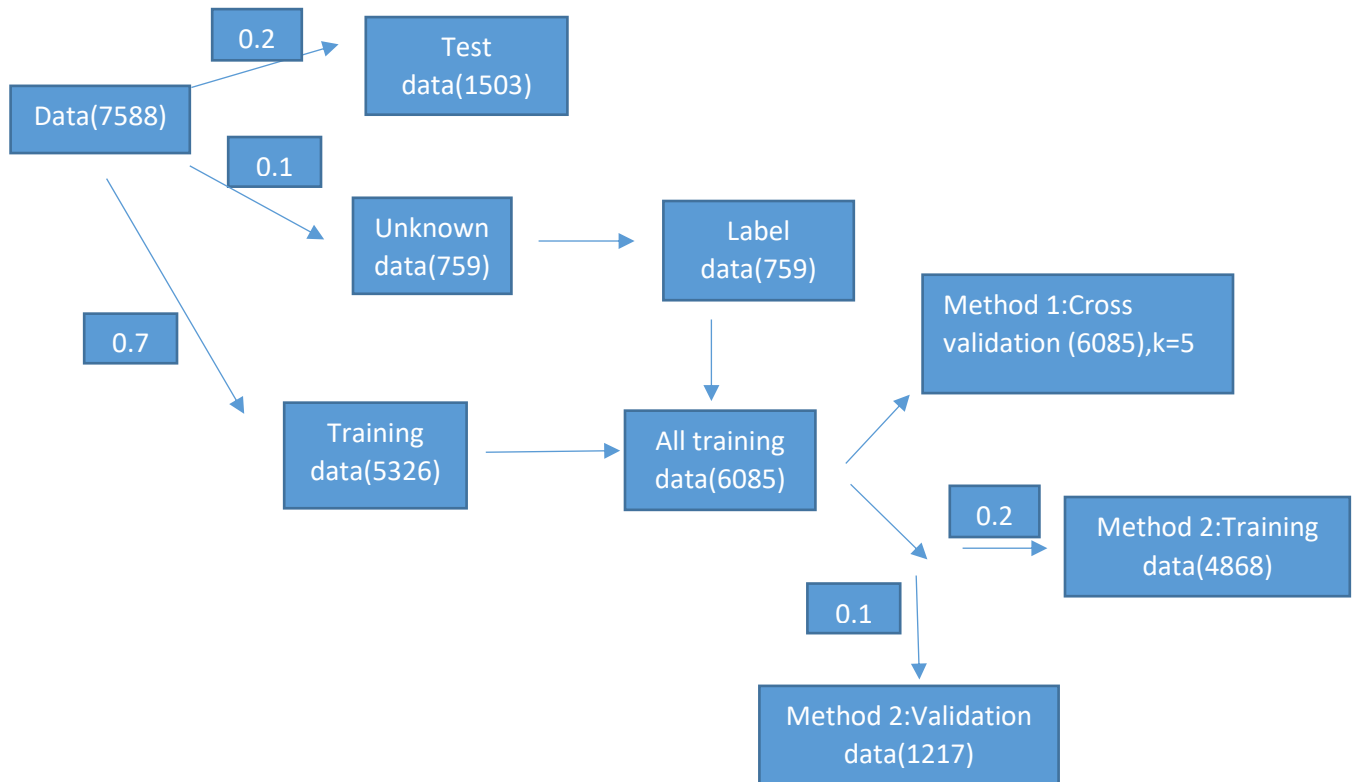 0.2
Test
data(1503)
Data(7588)
0.1
Unknown
data(759)
Label
data(759)
Method 1:Cross
validation (6085),k=5
0.7
Training
data(5326)
All training
data(6085)
0.2
Method 2:Training
data(4868)
0.1
Method 2:Validation
data(1217)